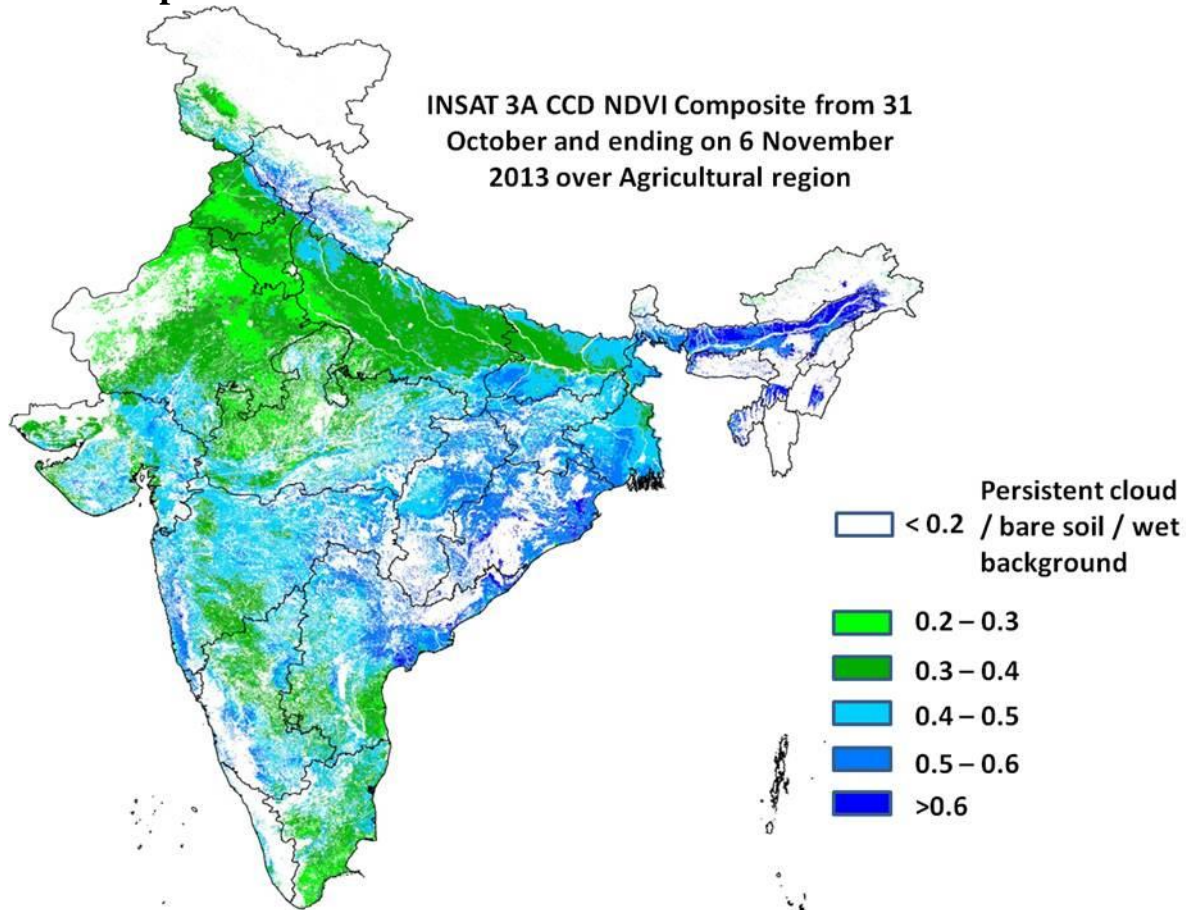 INSAT 3A CCD NDVI Composite from 31
October and ending on 6 November
2013 over Agricultural region
< 0.2
Persistent cloud
/ bare soil / wet
background
0.2 – 0.3
0.3 – 0.4
0.4 – 0.5
0.5 – 0.6
>0.6